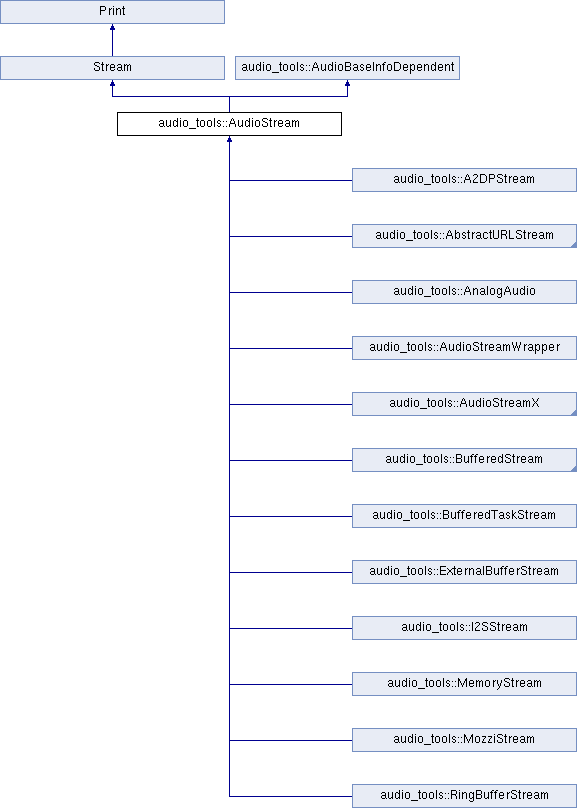 Print
Stream
audio_tools::AudioBaseInfoDependent
audio_tools::AudioStream
audio_tools::A2DPStream
audio_tools::AbstractURLStream
audio_tools::AnalogAudio
audio_tools::AudioStreamWrapper
audio_tools::AudioStreamX
audio_tools::BufferedStream
audio_tools::BufferedTaskStream
audio_tools::ExternalBufferStream
audio_tools::I2SStream
audio_tools::MemoryStream
audio_tools::MozziStream
audio_tools::RingBufferStream